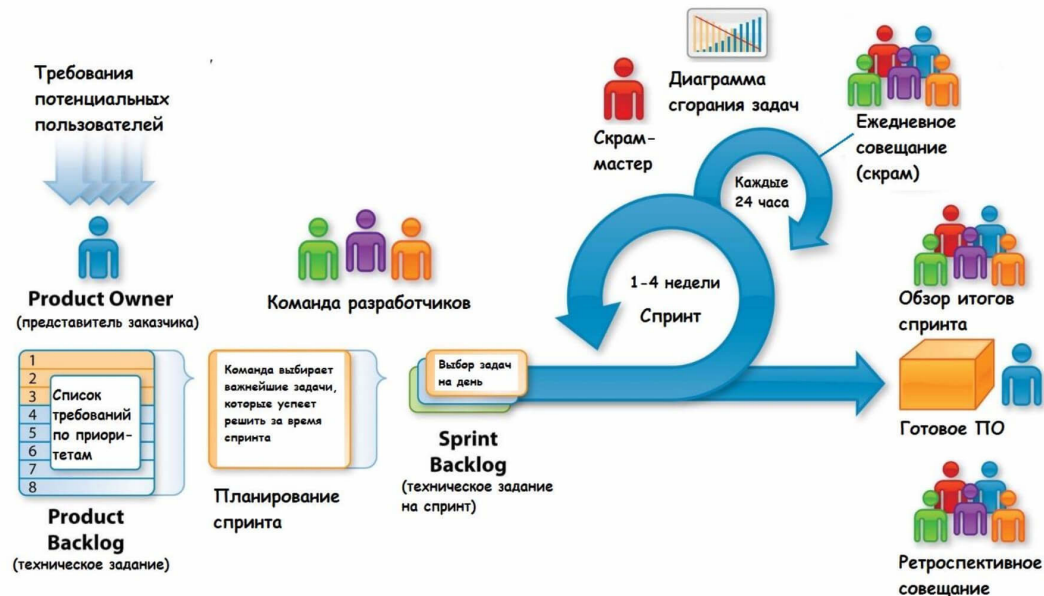 Требования
потенциальных
пользователей
Product Owner
(представитель заказчика)
1
2
3
4
5
6
7
8
Список
требований
по приори-
тетам
Product
Backlog
(техническое задание)
Команда разработчиков
Команда выбирает
важнейшие задачи,
которые успеет
решить за время
спринта
Планирование
спринта
Выбор задач
на день
Sprint
Backlog
(техническое задание
на спринт)
Скрам-
мастер
Диаграмма
сгорания задач
Каждые
24 часа
Ежедневное
совещание
(скрам)
1-4 недели
Спринт
Обзор итогов
спринта
Готовое ПО
Ретроспективное
совещание